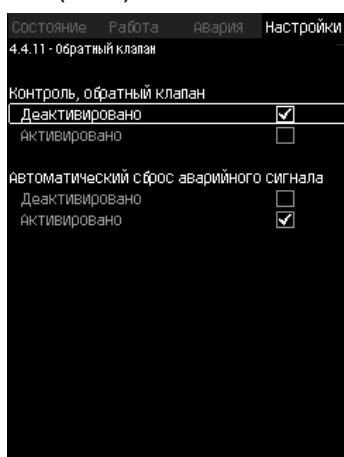 Состояние Работа Авария Настройки
4.4.11 - Обратный клапан
Контроль, обратный клапан
Деактивировано
Активировано
Автоматический сброс аварийного сигнала
Деактивировано
Активировано